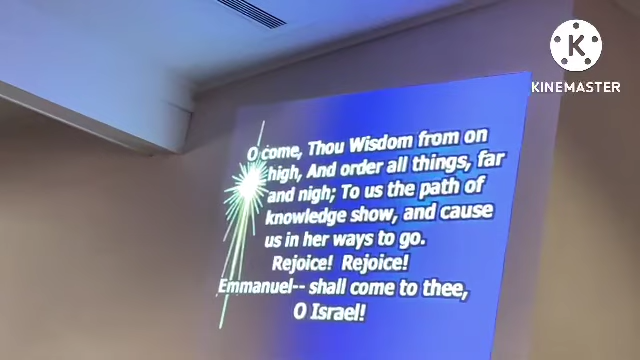 KINEMASTER
O come, Thou Wisdom from on
high, And order all things, far
and nigh; To us the path of
knowledge show, and cause
us in her ways to go.
Rejoice! Rejoice!
Emmanuel-- shall come to thee,
O Israel!